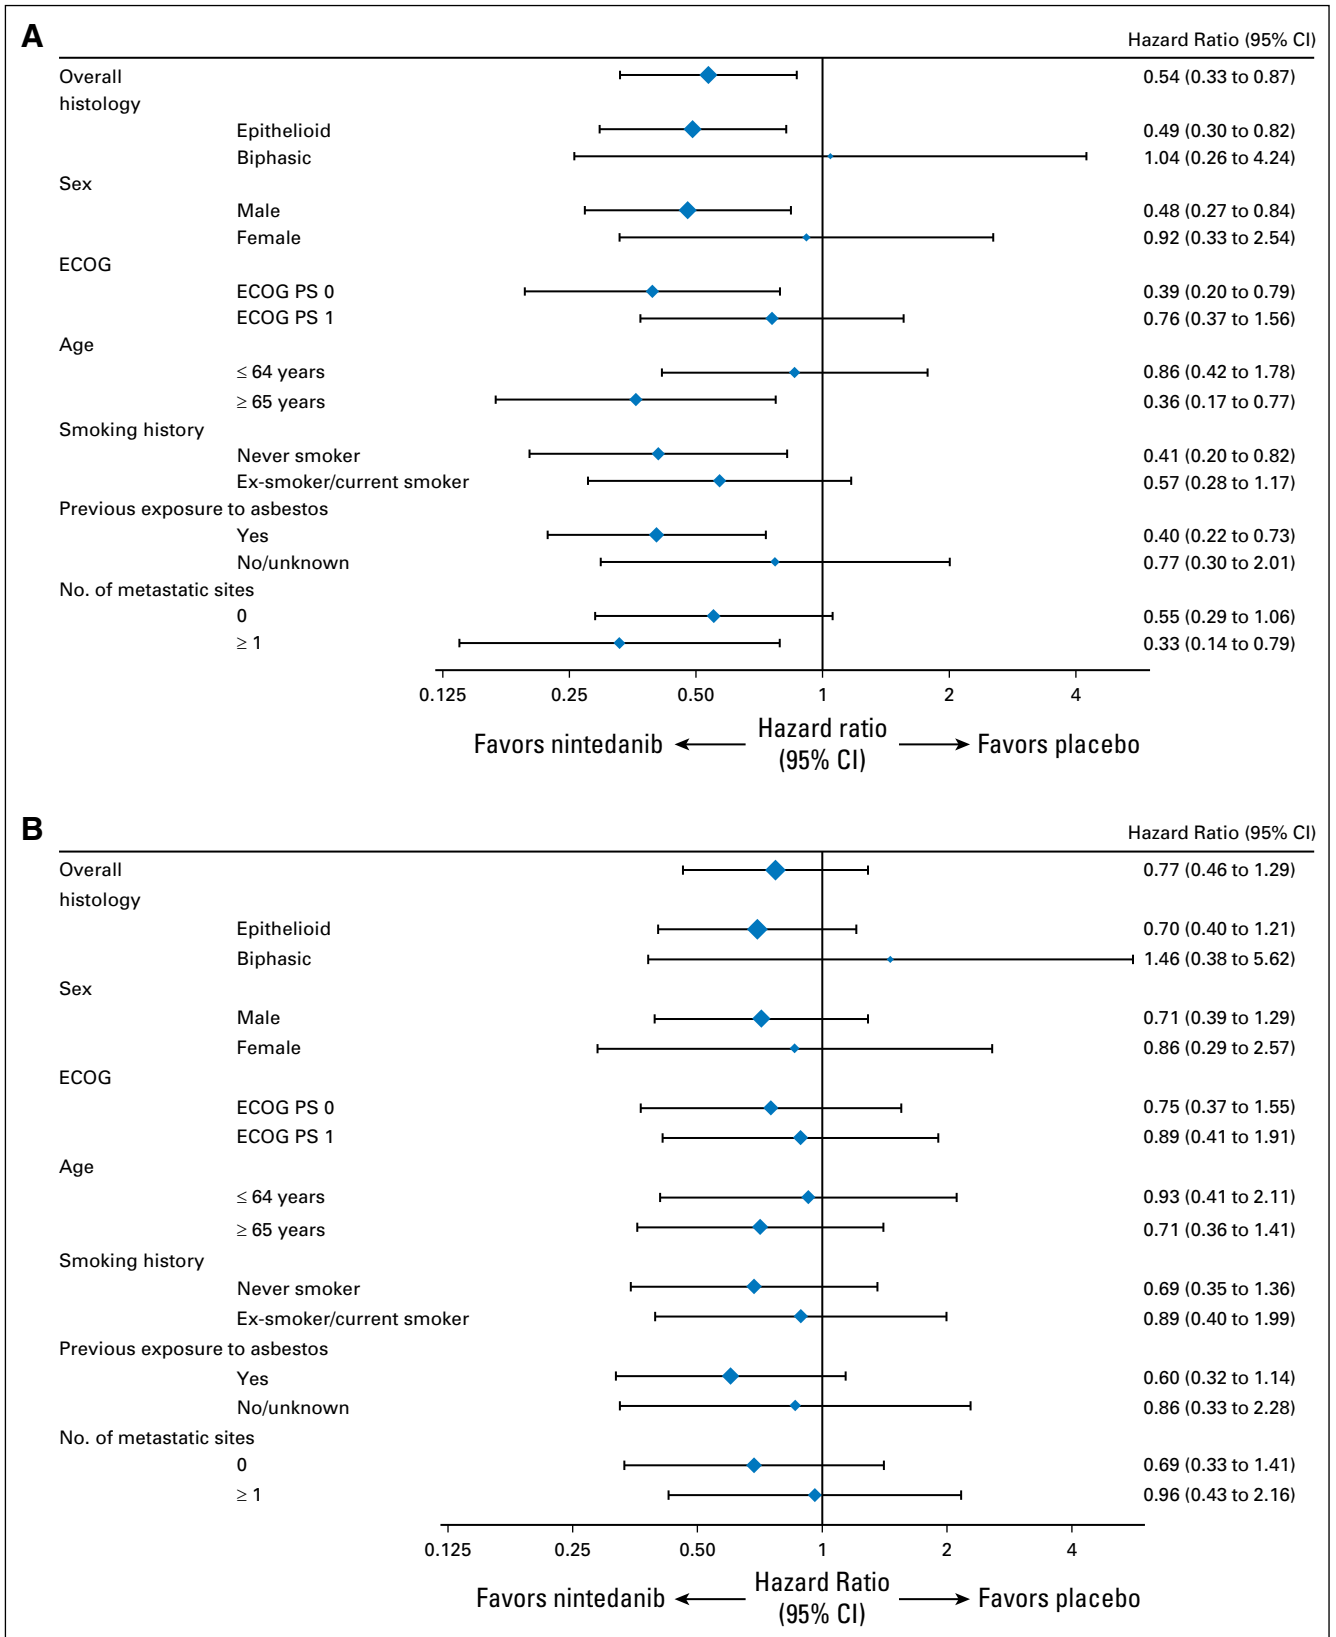 A
Hazard Ratio (95% CI)
Overall 0.54 (0.33 to 0.87)
histology
Epithelioid 0.49 (0.30 to 0.82)
Biphasic 1.04 (0.26 to 4.24)
Sex
Male 0.48 (0.27 to 0.84)
Female 0.92 (0.33 to 2.54)
ECOG
ECOG PS 0 0.39 (0.20 to 0.79)
ECOG PS 1 0.76 (0.37 to 1.56)
Age
≤ 64 years 0.86 (0.42 to 1.78)
≥ 65 years 0.36 (0.17 to 0.77)
Smoking history
Never smoker 0.41 (0.20 to 0.82)
Ex-smoker/current smoker 0.57 (0.28 to 1.17)
Previous exposure to asbestos
Yes 0.40 (0.22 to 0.73)
No/unknown 0.77 (0.30 to 2.01)
No. of metastatic sites
0 0.55 (0.29 to 1.06)
≥ 1 0.33 (0.14 to 0.79)
0.125 0.25 0.50 1 2 4
Favors nintedanib Hazard ratio Favors placebo
(95% CI)
B
Hazard Ratio (95% CI)
Overall 0.77 (0.46 to 1.29)
histology
Epithelioid 0.70 (0.40 to 1.21)
Biphasic 1.46 (0.38 to 5.62)
Sex
Male 0.71 (0.39 to 1.29)
Female 0.86 (0.29 to 2.57)
ECOG
ECOG PS 0 0.75 (0.37 to 1.55)
ECOG PS 1 0.89 (0.41 to 1.91)
Age
≤ 64 years 0.93 (0.41 to 2.11)
≥ 65 years 0.71 (0.36 to 1.41)
Smoking history
Never smoker 0.69 (0.35 to 1.36)
Ex-smoker/current smoker 0.89 (0.40 to 1.99)
Previous exposure to asbestos
Yes 0.60 (0.32 to 1.14)
No/unknown 0.86 (0.33 to 2.28)
No. of metastatic sites
0 0.69 (0.33 to 1.41)
≥ 1 0.96 (0.43 to 2.16)
0.125 0.25 0.50 1 2 4
Favors nintedanib Hazard Ratio Favors placebo
(95% CI)